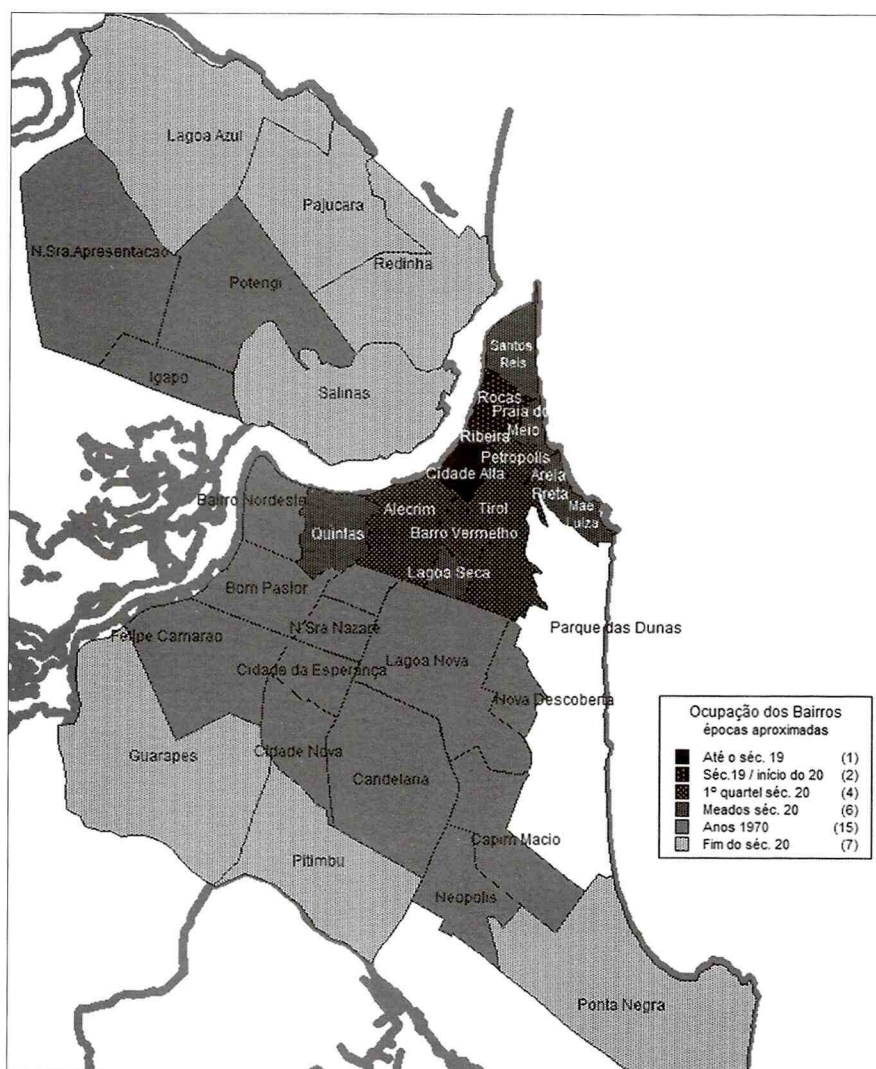 Lagoa Azul
Pajucara
N.Sra.Apresentacao
Redinha
Potengi
Santos
Reis
Igapo
Salinas
Rocas
Praia do
Meio
Ribeira
Petropolis
Cidade Alta
Areia
Preta
Mae
Luiza
Bairro Nordeste
Alecrim
Tirol
Quintas
Barro Vermelho
Lagoa Seca
Bom Pastor
N.Sra Nazare
Parque das Dunas
Felipe Camarao
Lagoa Nova
Cidade da Esperança
Nova Descoberta
Guarapes
Cidade Nova
Candelaria
Capim Macio
Pitimbu
Neopolis
Ponta Negra
Ocupação dos Bairros
épocas aproximadas
Até o séc. 19 (1)
Séc.19 / início do 20 (2)
1º quartel séc. 20 (4)
Meados séc. 20 (6)
Anos 1970 (15)
Fim do séc. 20 (7)